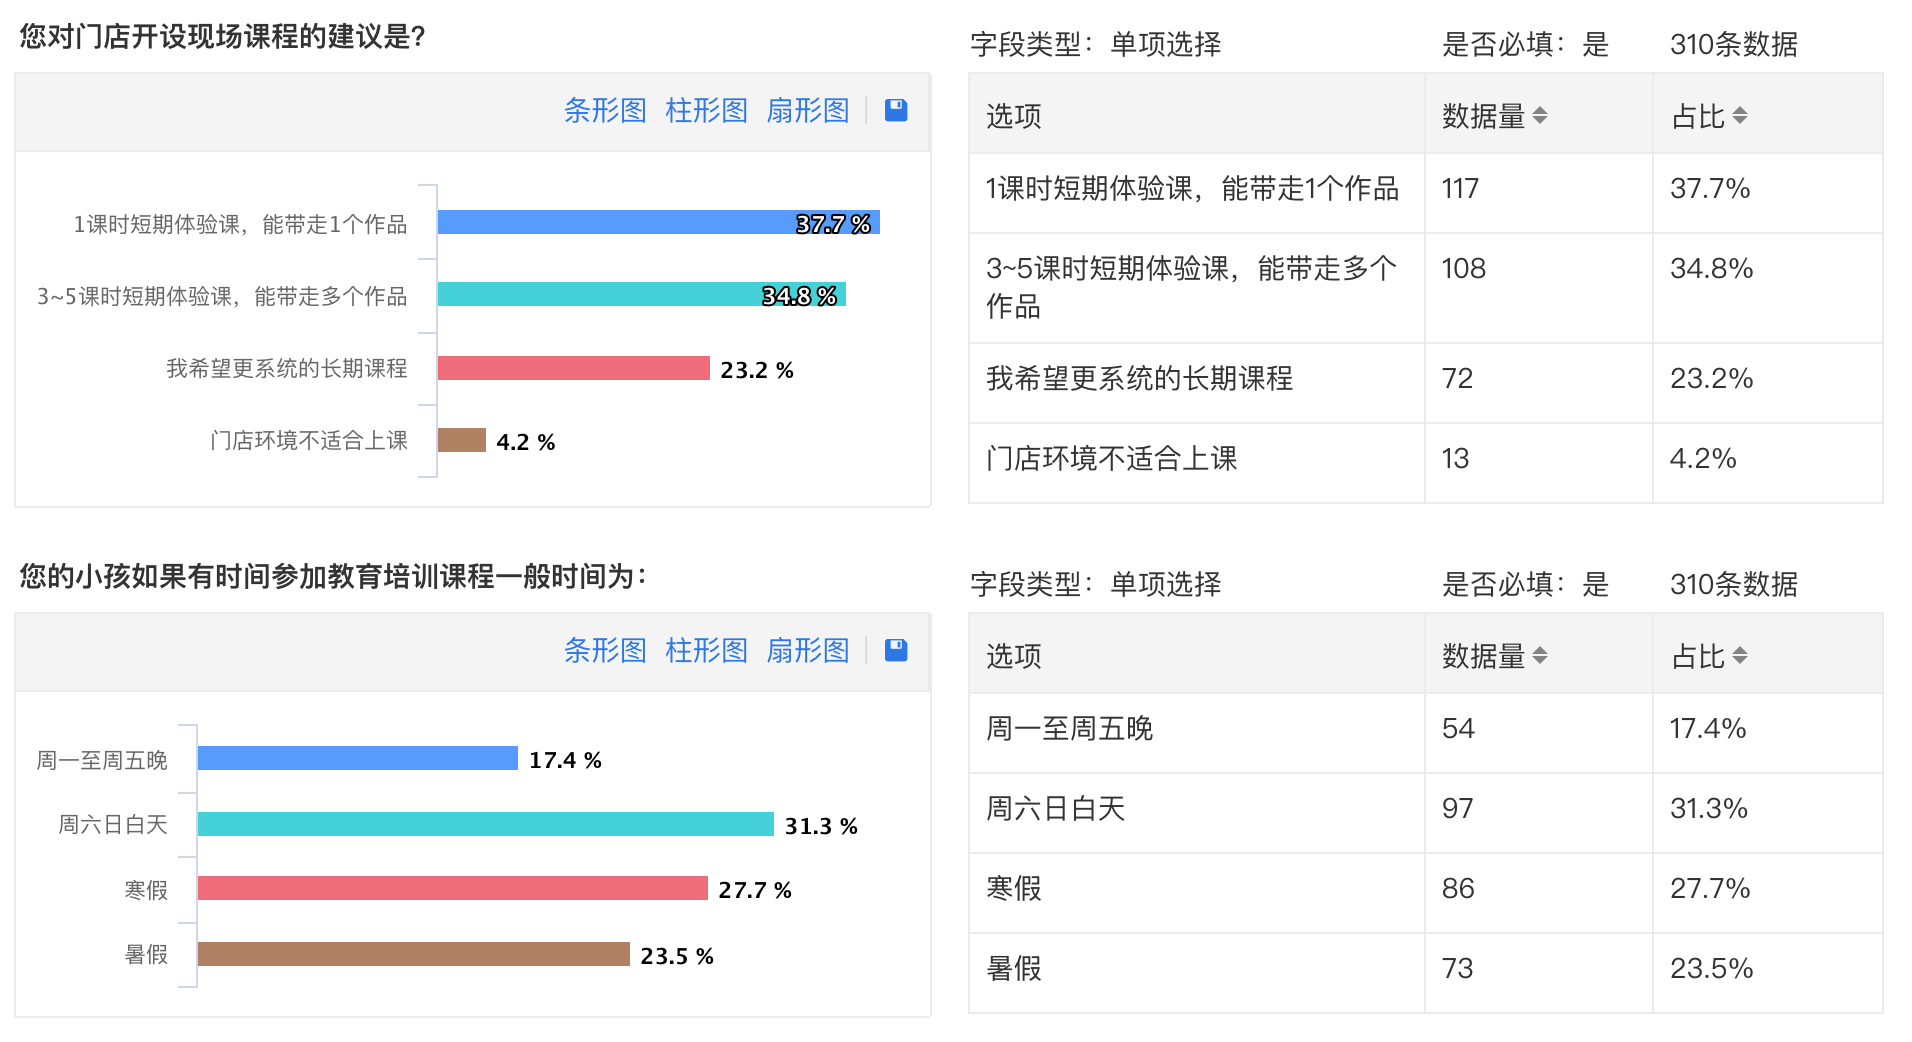 您对门店开设现场课程的建议是?
字段类型：单项选择 是否必填：是 310条数据
条形图 柱形图 扇形图
1课时短期体验课，能带走1个作品 37.7 %
3~5课时短期体验课，能带走多个作品 34.8 %
我希望更系统的长期课程 23.2 %
门店环境不适合上课 4.2 %
选项 数据量 占比
1课时短期体验课，能带走1个作品 117 37.7%
3~5课时短期体验课，能带走多个 108 34.8%
作品
我希望更系统的长期课程 72 23.2%
门店环境不适合上课 13 4.2%
您的小孩如果有时间参加教育培训课程一般时间为：
字段类型：单项选择 是否必填：是 310条数据
条形图 柱形图 扇形图
周一至周五晚 17.4 %
周六日白天 31.3 %
寒假 27.7 %
暑假 23.5 %
选项 数据量 占比
周一至周五晚 54 17.4%
周六日白天 97 31.3%
寒假 86 27.7%
暑假 73 23.5%